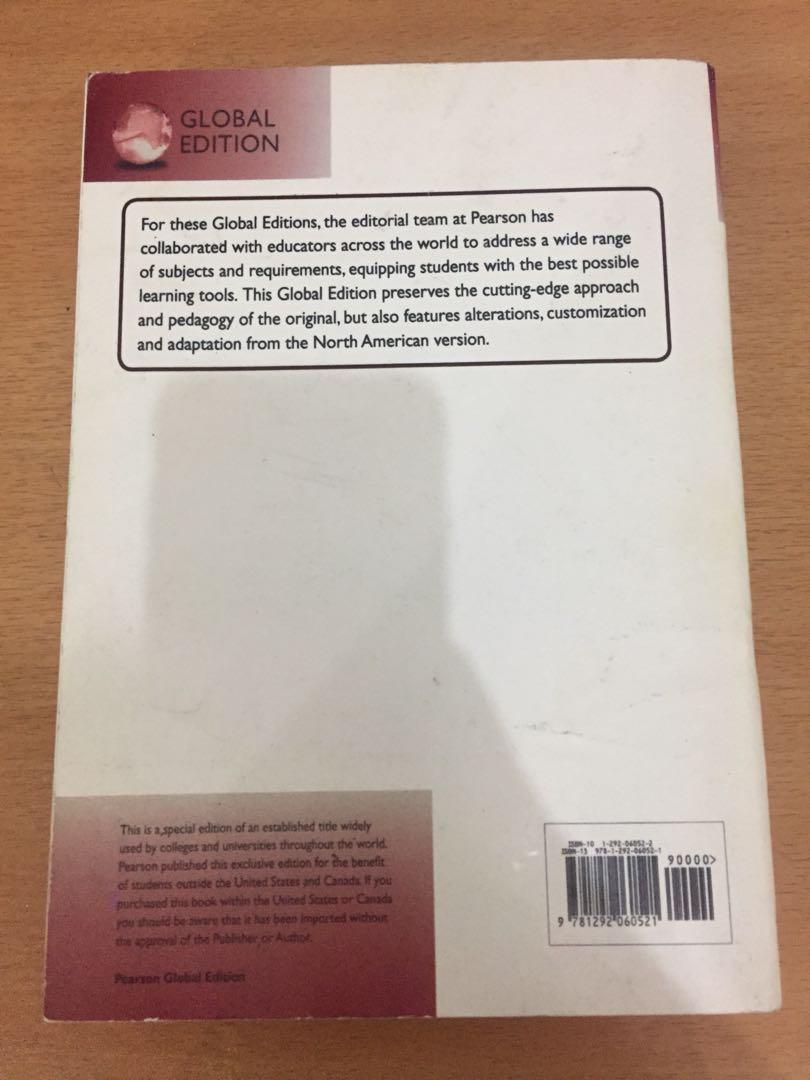 GLOBAL
EDITION
For these Global Editions, the editorial team at Pearson has
collaborated with educators across the world to address a wide range
of subjects and requirements, equipping students with the best possible
learning tools. This Global Edition preserves the cutting-edge approach
and pedagogy of the original, but also features alterations, customization
and adaptation from the North American version.
This is a special edition of an established title widely
used by colleges and universities throughout the world.
Pearson published this exclusive edition for the benefit
of students outside the United States and Canada. If you
purchased this book within the United States or Canada
you should be aware that it has been imported without
the approval of the Publisher or Author.
Pearson Global Edition
ISBN-10 1-292-06052-2
ISBN-13 978-1-292-06052-1
90000>
9 781292 060521